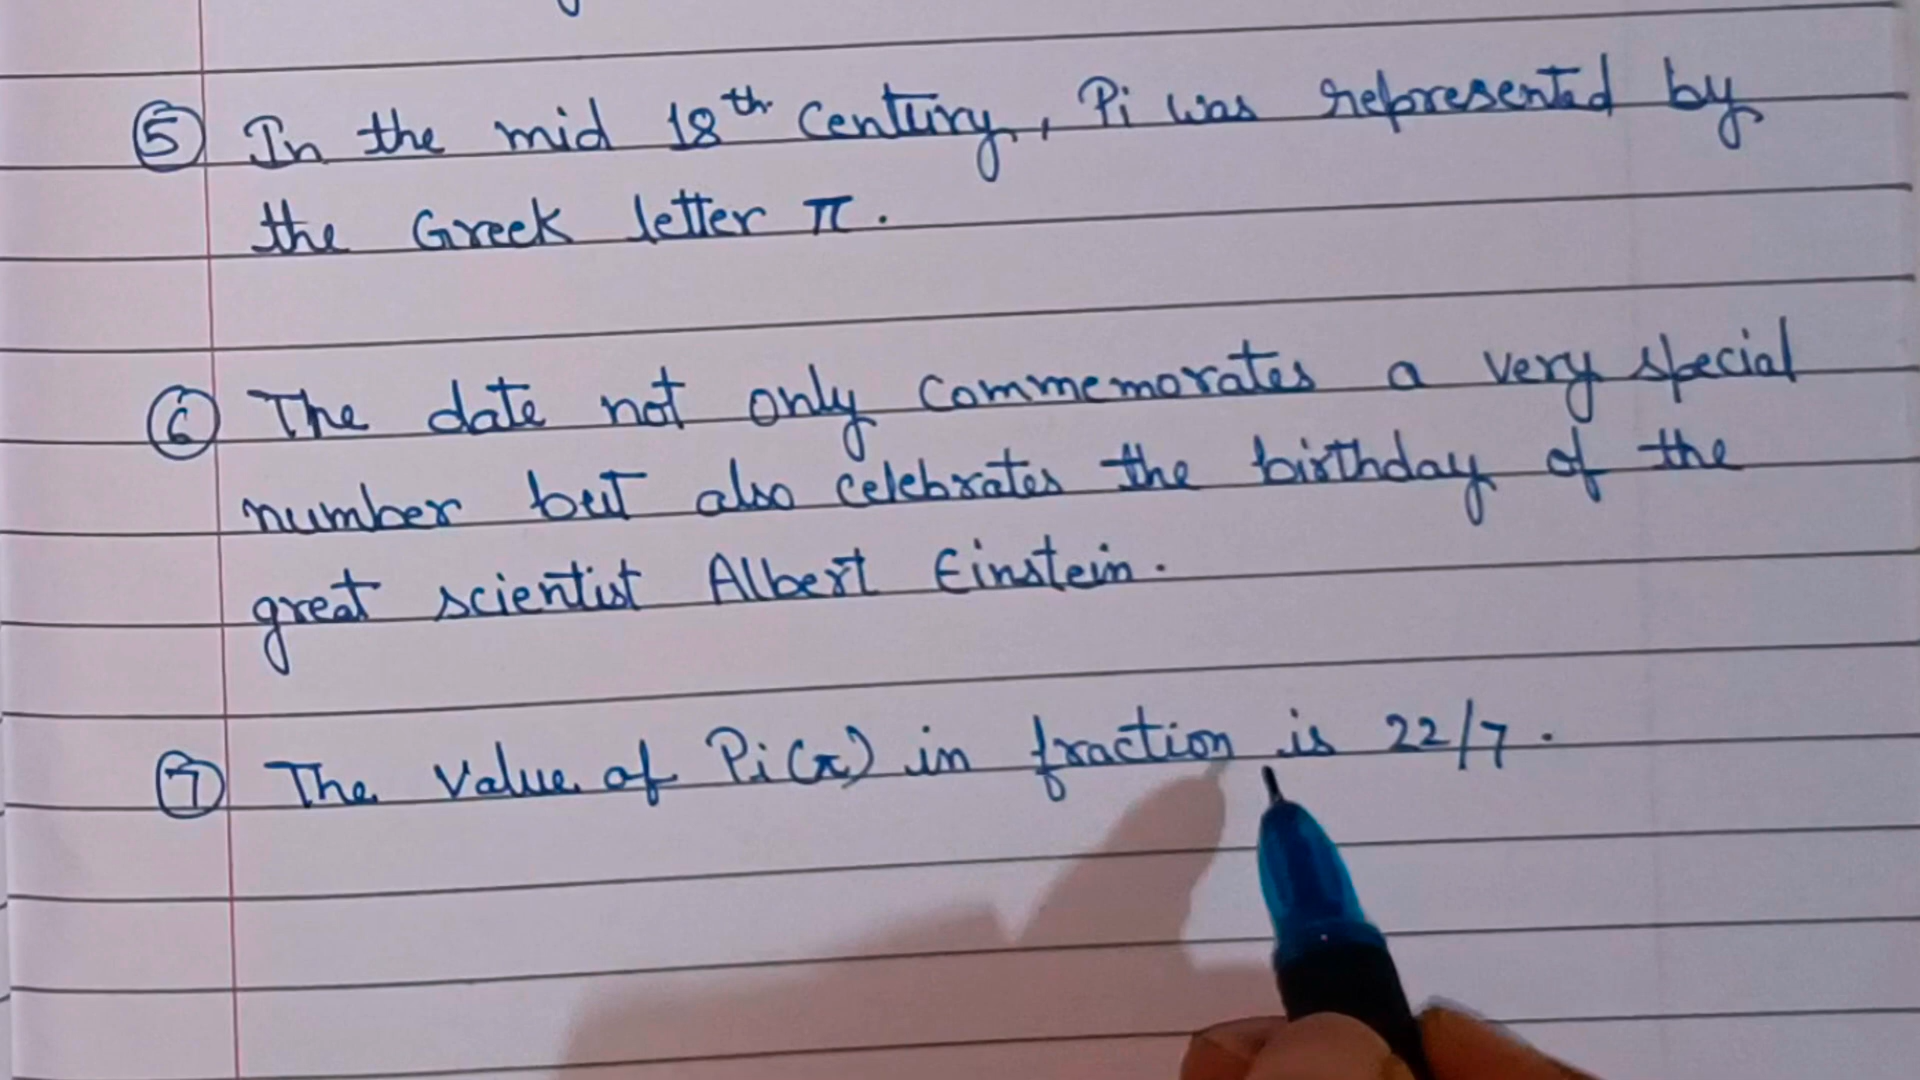 ⑤ In the mid 18th Century, Pi was represented by
the Greek letter π.
⑥ The date not only commemorates a very special
number but also celebrates the birthday of the
great scientist Albert Einstein.
⑦ The value of Pi(π) in fraction is 22/7.